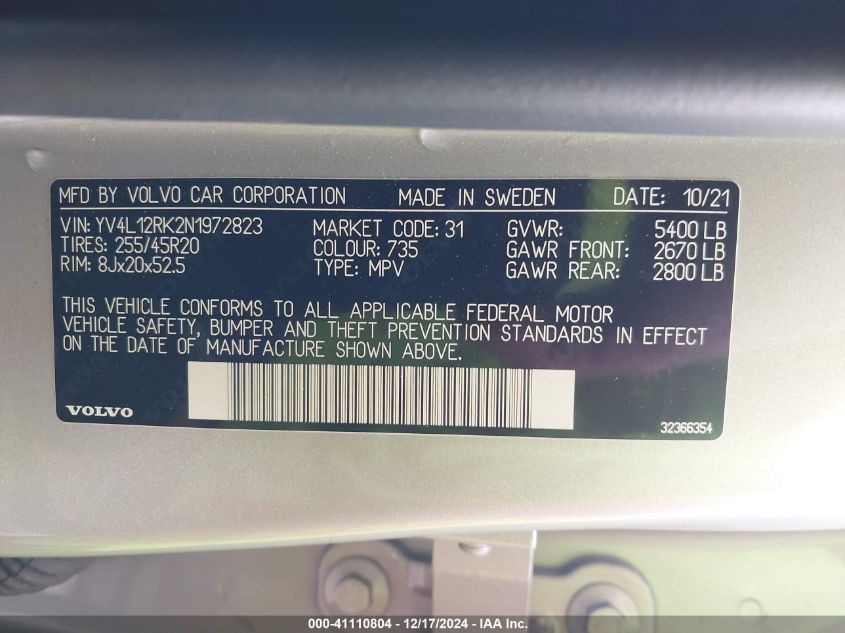 MFD BY VOLVO CAR CORPORATION MADE IN SWEDEN DATE: 10/21
VIN: YV4L12RK2N1972823 MARKET CODE: 31 GVWR: 5400 LB
TIRES: 255/45R20 COLOUR: 735 GAWR FRONT: 2670 LB
RIM: 8Jx20x52.5 TYPE: MPV GAWR REAR: 2800 LB
THIS VEHICLE CONFORMS TO ALL APPLICABLE FEDERAL MOTOR
VEHICLE SAFETY, BUMPER AND THEFT PREVENTION STANDARDS IN EFFECT
ON THE DATE OF MANUFACTURE SHOWN ABOVE.
VOLVO 32366354
000-41110804 - 12/17/2024 - IAA Inc.